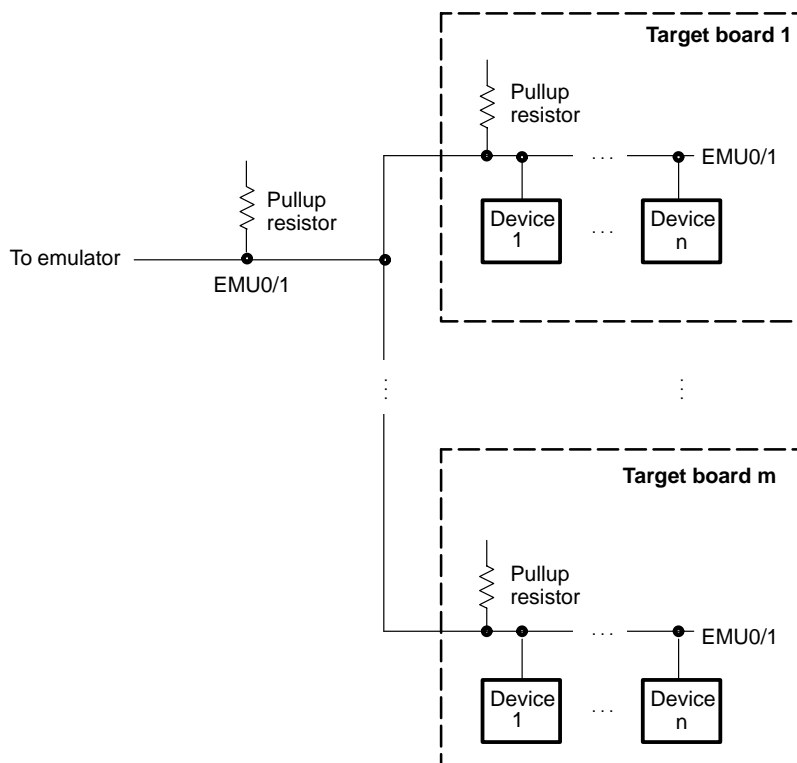 Target board 1
Pullup
resistor
EMU0/1
Device
1
. . .
Device
n
. . .
Pullup
resistor
To emulator
EMU0/1
. . .
. . .
Target board m
Pullup
resistor
. . .
EMU0/1
Device
1
. . .
Device
n